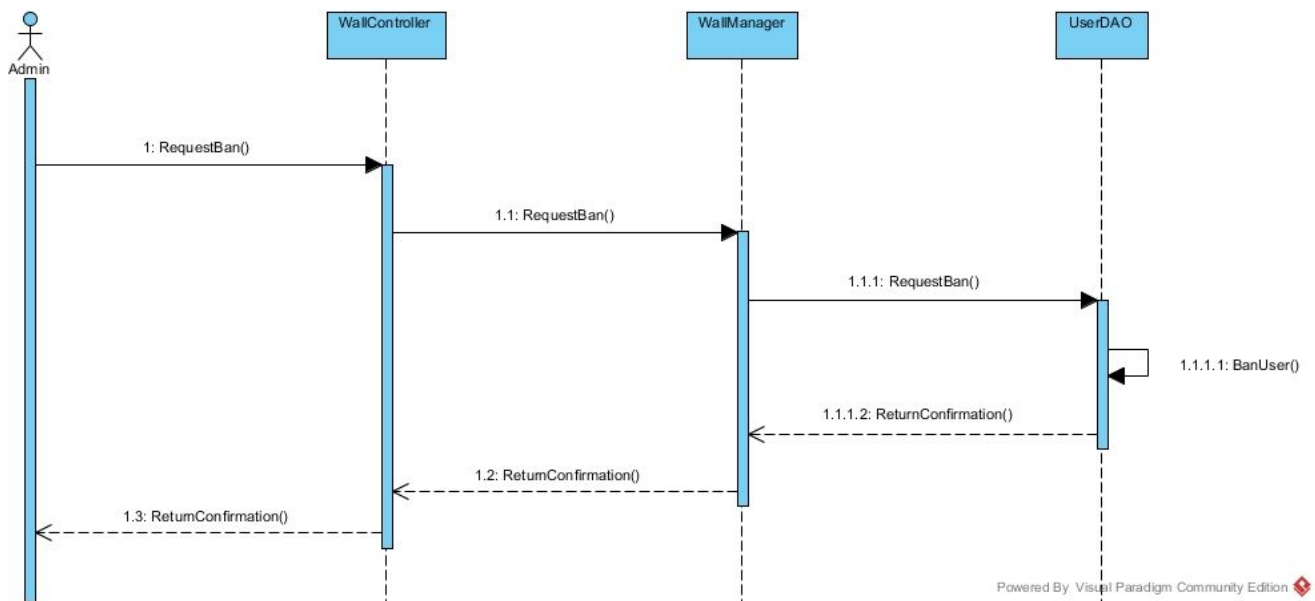 WallController
WallManager
UserDAO
Admin
1: RequestBan()
1.1: RequestBan()
1.1.1: RequestBan()
1.1.1.1: BanUser()
1.1.1.2: ReturnConfirmation()
1.2: ReturnConfirmation()
1.3: ReturnConfirmation()
Powered By Visual Paradigm Community Edition